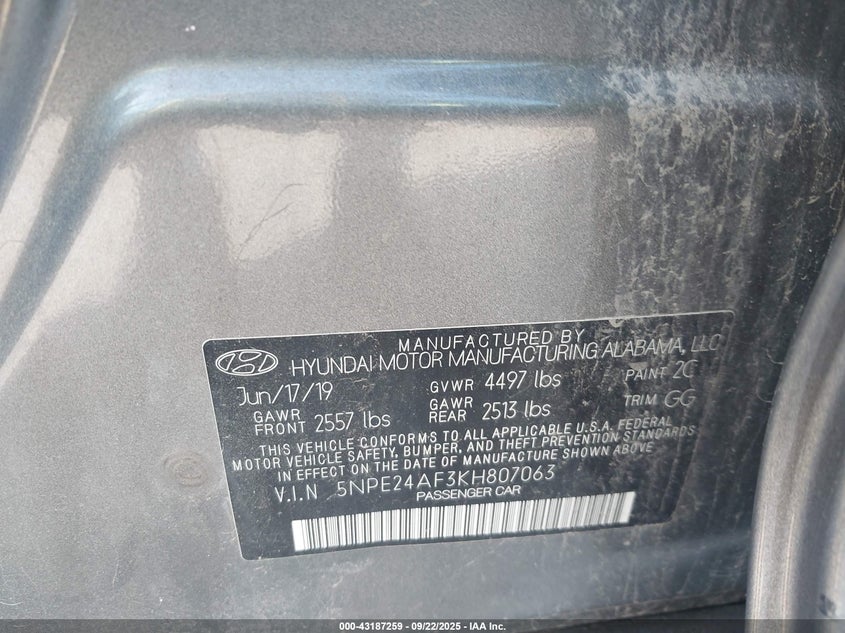 MANUFACTURED BY
HYUNDAI MOTOR MANUFACTURING ALABAMA, LLC
Jun/17/19 GVWR 4497 lbs PAINT 2C
GAWR FRONT 2557 lbs GAWR REAR 2513 lbs TRIM GG
THIS VEHICLE CONFORMS TO ALL APPLICABLE U.S.A. FEDERAL
MOTOR VEHICLE SAFETY, BUMPER, AND THEFT PREVENTION STANDARDS
IN EFFECT ON THE DATE OF MANUFACTURE SHOWN ABOVE.
V.I.N 5NPE24AF3KH807063
PASSENGER CAR
000-43187259 - 09/22/2025 - IAA Inc.